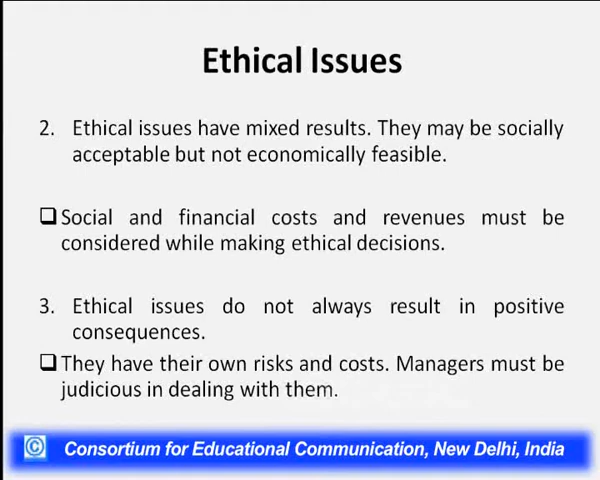 Ethical Issues
2. Ethical issues have mixed results. They may be socially
acceptable but not economically feasible.
❑Social and financial costs and revenues must be
considered while making ethical decisions.
3. Ethical issues do not always result in positive
consequences.
❑They have their own risks and costs. Managers must be
judicious in dealing with them.
© Consortium for Educational Communication, New Delhi, India